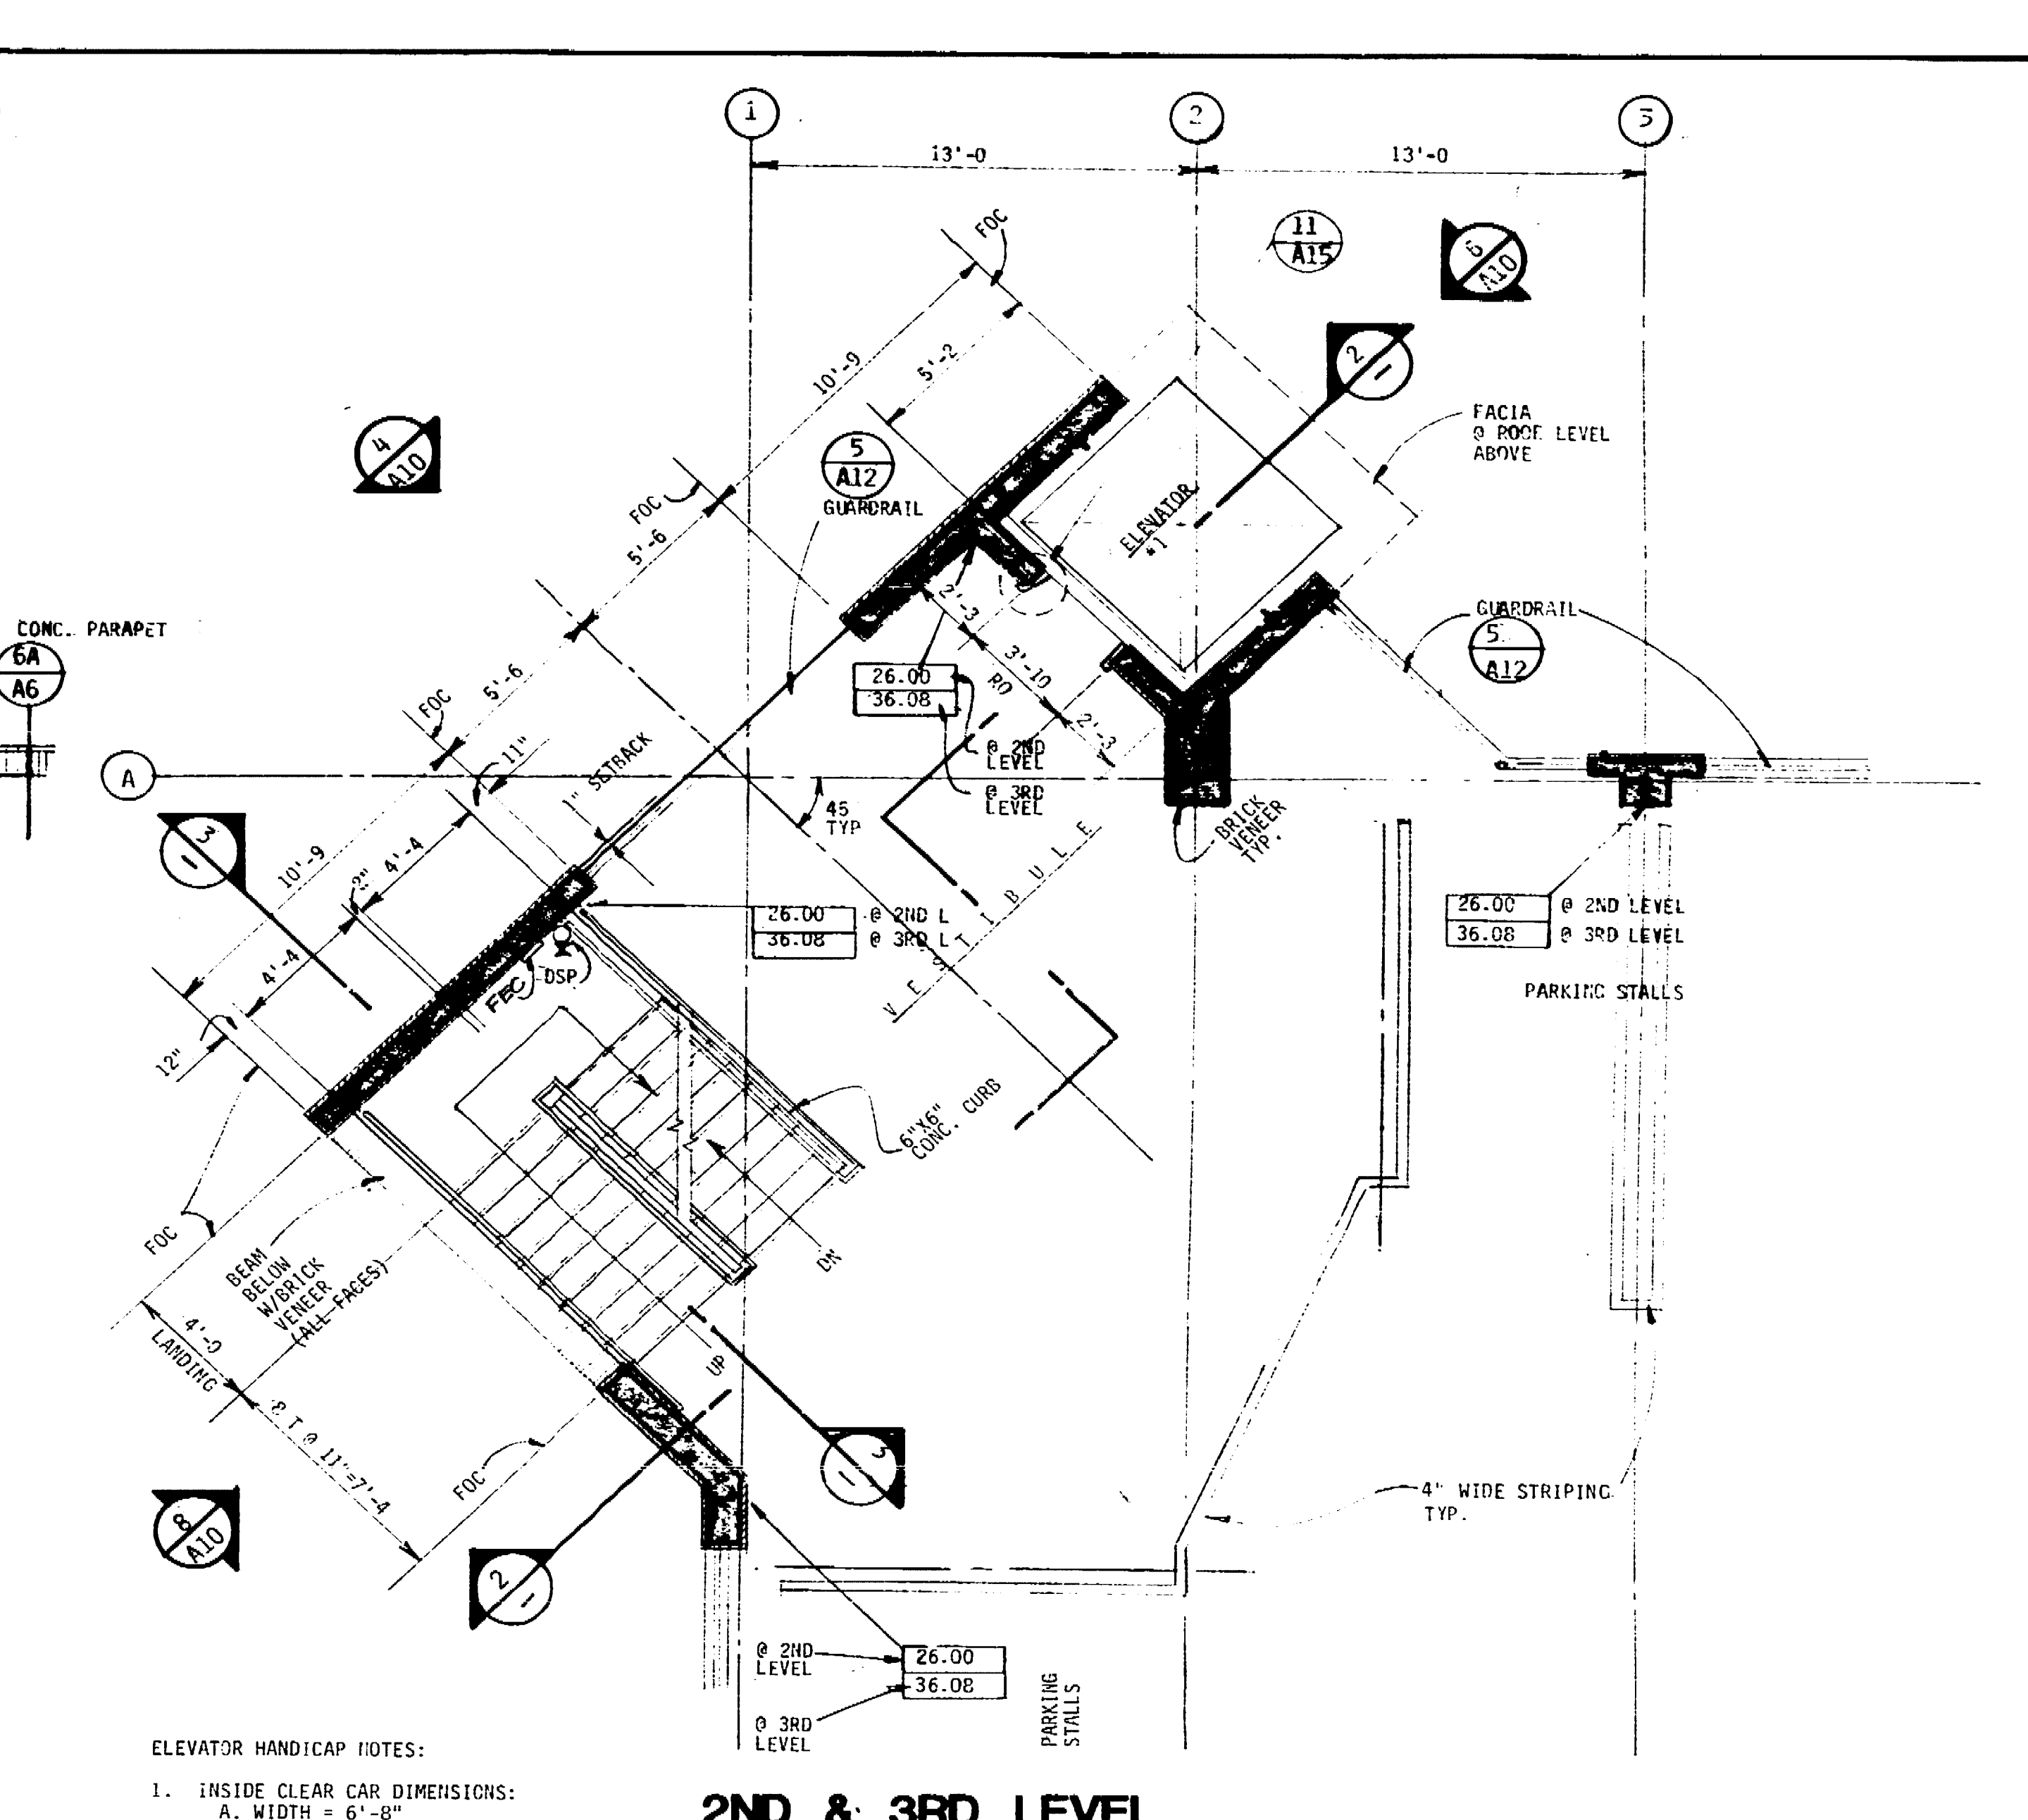 1
2
3
13'-0
13'-0
FOC
11
A15
6
A10
10'-9
5'-2
2
4
A10
5
A12
GUARDRAIL
FACIA
@ ROOF LEVEL
ABOVE
FOC
5'-6
ELEVATOR
#1
2'-3
3'-10
RO
2'-3
GUARDRAIL
5
A12
CONC. PARAPET
6A
A6
26.00
36.08
@ 2ND
LEVEL
@ 3RD
LEVEL
5'-6
FOC
11"
1" SETBACK
A
45
TYP
BRICK
VENEER
TYP.
3
10'-9
2"
4'-4
4'-4
12"
26.00 @ 2ND L
36.08 @ 3RD L
VESTIBULE
26.00 @ 2ND LEVEL
36.08 @ 3RD LEVEL
PARKING STALLS
FEC
DSP
6"X6"
CONC. CURB
DN
UP
FOC
BEAM
BELOW
W/BRICK
VENEER
(ALL FACES)
4'-0
LANDING
8 T @ 11"=7'-4
FOC
3
8
A10
2
4" WIDE STRIPING
TYP.
@ 2ND
LEVEL
26.00
36.08
@ 3RD
LEVEL
PARKING
STALLS
ELEVATOR HANDICAP NOTES:
1. INSIDE CLEAR CAR DIMENSIONS:
A. WIDTH = 6'-8"
2ND & 3RD LEVEL